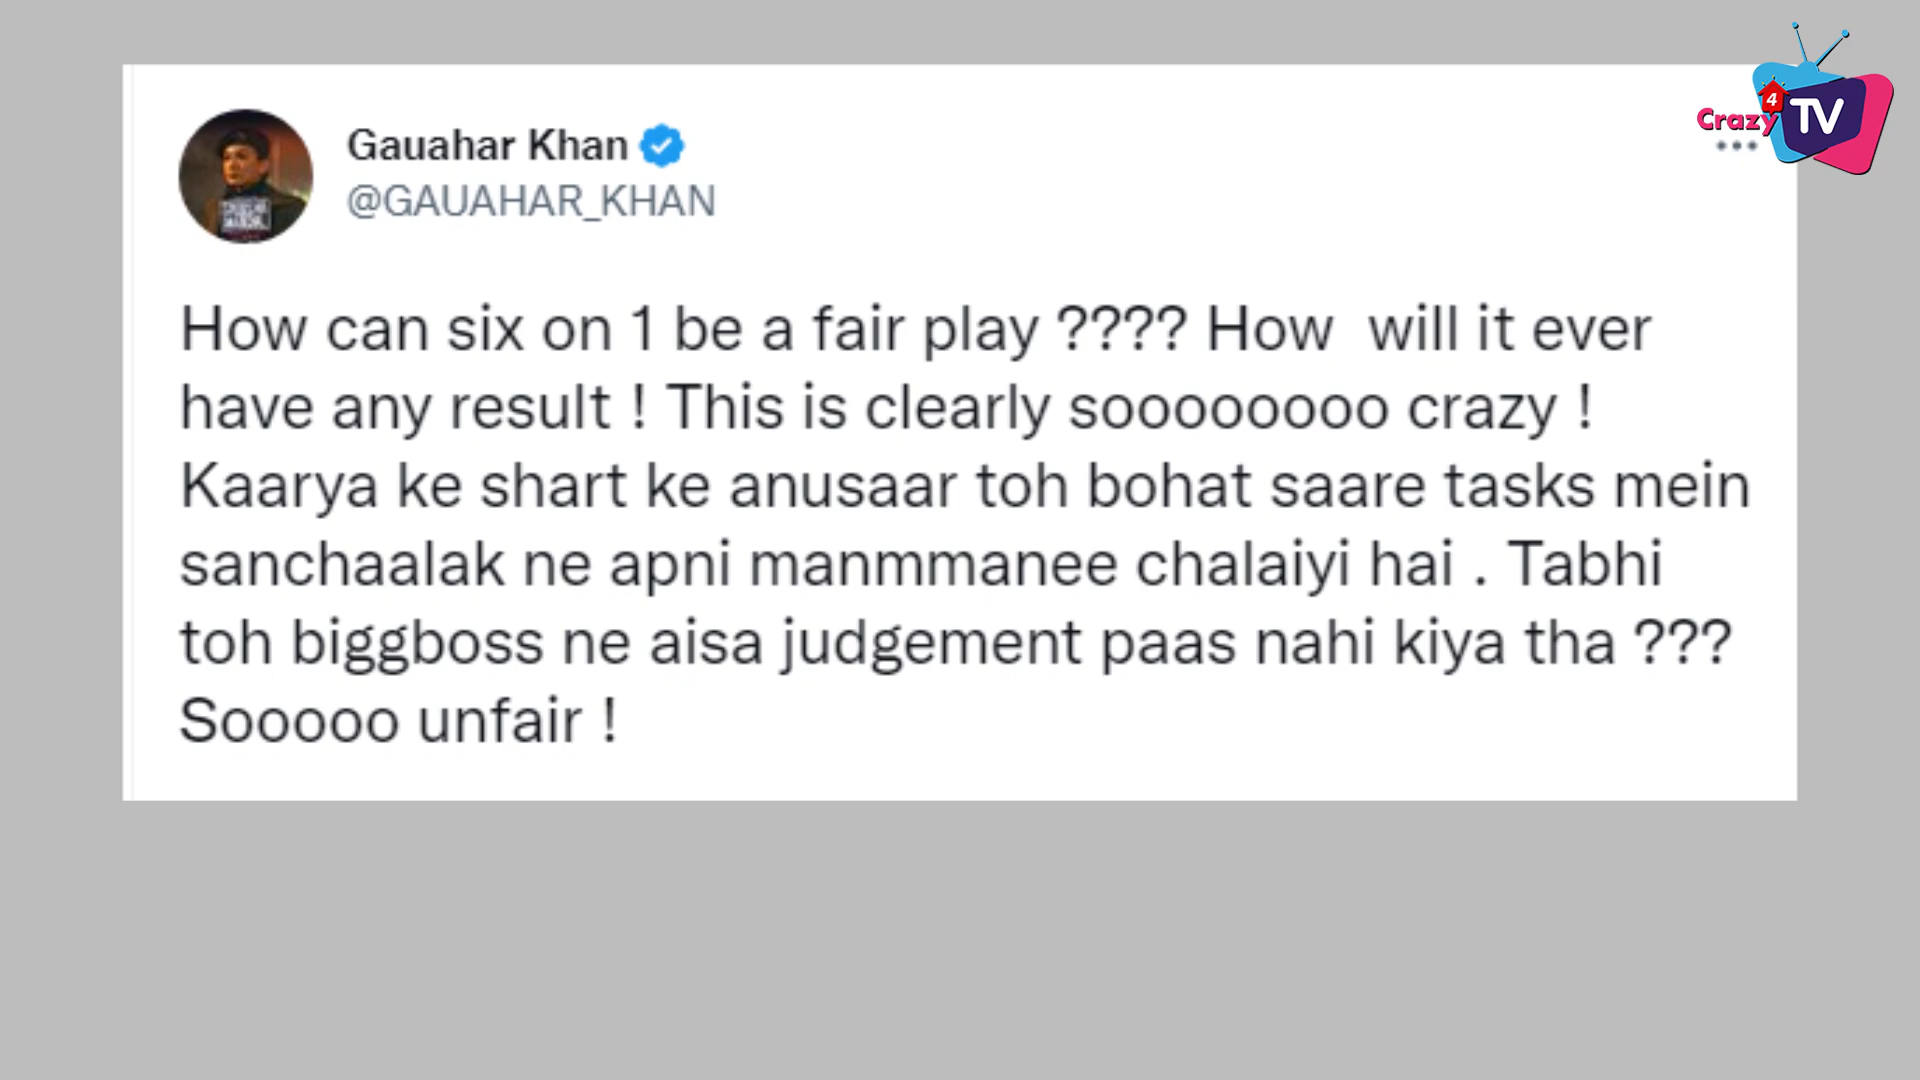 Gauahar Khan
@GAUAHAR_KHAN
Crazy 4 TV
How can six on 1 be a fair play ???? How  will it ever
have any result ! This is clearly soooooooo crazy !
Kaarya ke shart ke anusaar toh bohat saare tasks mein
sanchaalak ne apni manmmanee chalaiyi hai . Tabhi
toh biggboss ne aisa judgement paas nahi kiya tha ???
Sooooo unfair !